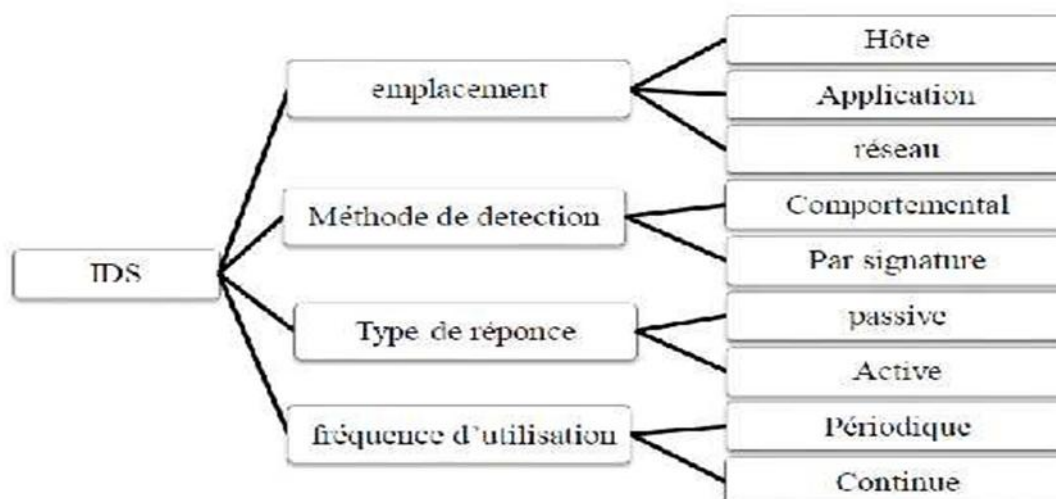 IDS
emplacement
Hôte
Application
réseau
Méthode de detection
Comportemental
Par signature
Type de réponce
passive
Active
fréquence d'utilisation
Périodique
Continue